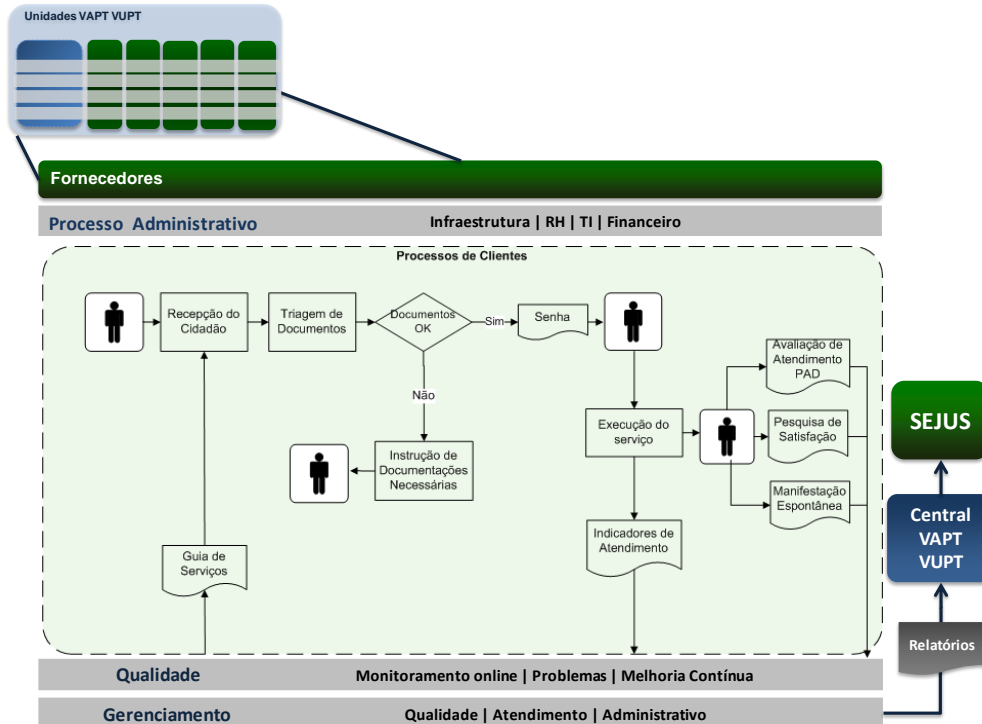 Unidades VAPT VUPT
Fornecedores
Processo Administrativo
Infraestrutura | RH | TI | Financeiro
Processos de Clientes
Recepção do
Cidadão
Triagem de
Documentos
Documentos
OK
Sim
Senha
Não
Instrução de
Documentações
Necessárias
Execução do
serviço
Avaliação de
Atendimento
PAD
Pesquisa de
Satisfação
Manifestação
Espontânea
Indicadores de
Atendimento
Guia de
Serviços
SEJUS
Central
VAPT
VUPT
Relatórios
Qualidade
Monitoramento online | Problemas | Melhoria Contínua
Gerenciamento
Qualidade | Atendimento | Administrativo